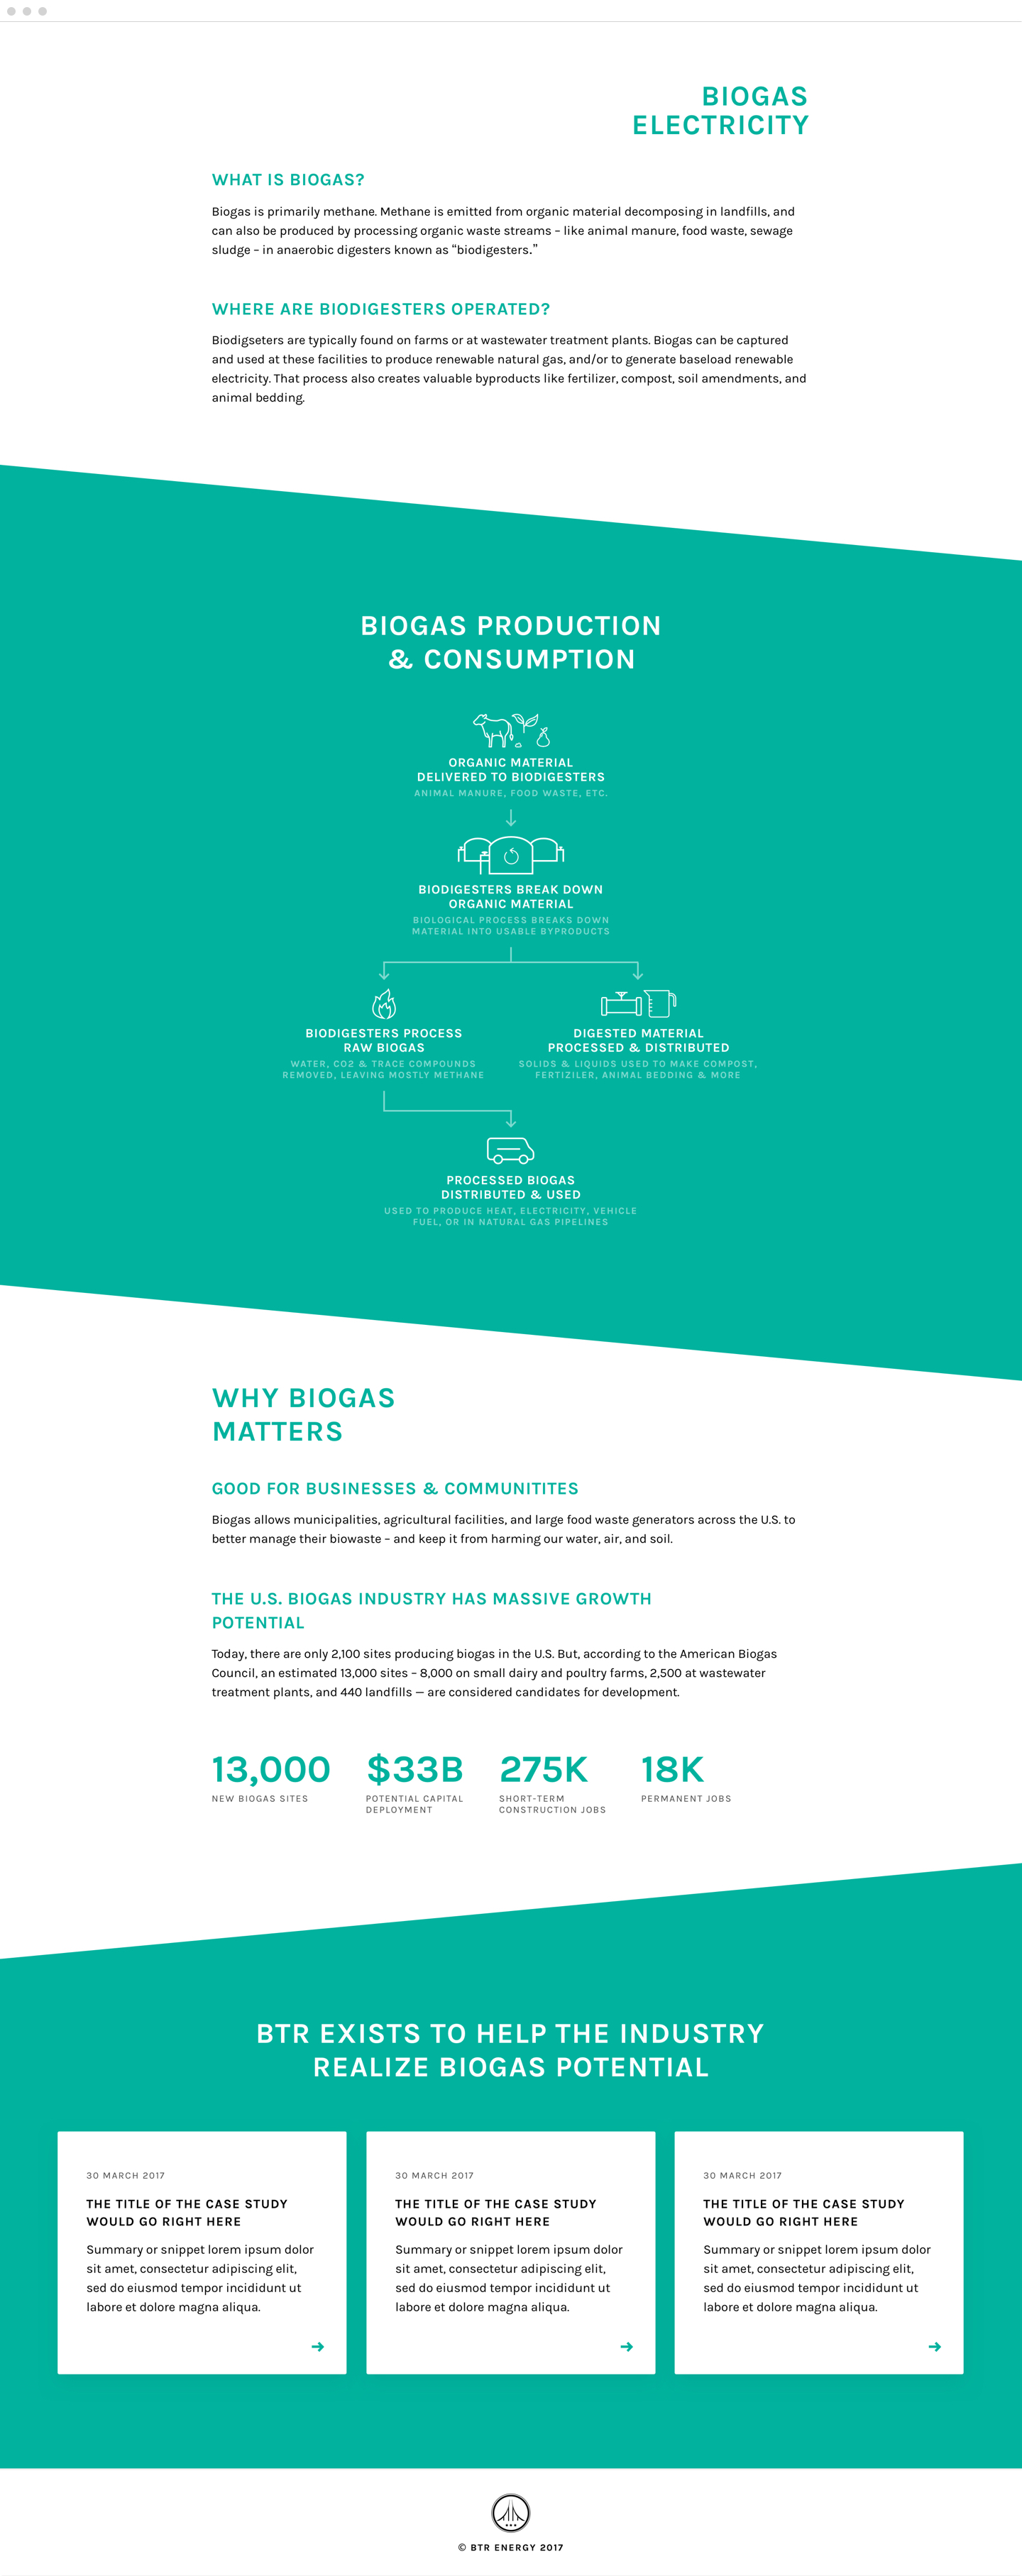 BIOGAS
ELECTRICITY
WHAT IS BIOGAS?
Biogas is primarily methane. Methane is emitted from organic material decomposing in landfills, and
can also be produced by processing organic waste streams – like animal manure, food waste, sewage
sludge – in anaerobic digesters known as “biodigesters.”
WHERE ARE BIODIGESTERS OPERATED?
Biodigseters are typically found on farms or at wastewater treatment plants. Biogas can be captured
and used at these facilities to produce renewable natural gas, and/or to generate baseload renewable
electricity. That process also creates valuable byproducts like fertilizer, compost, soil amendments, and
animal bedding.
BIOGAS PRODUCTION
& CONSUMPTION
ORGANIC MATERIAL
DELIVERED TO BIODIGESTERS
ANIMAL MANURE, FOOD WASTE, ETC.
BIODIGESTERS BREAK DOWN
ORGANIC MATERIAL
BIOLOGICAL PROCESS BREAKS DOWN
MATERIAL INTO USABLE BYPRODUCTS
BIODIGESTERS PROCESS
RAW BIOGAS
WATER, CO2 & TRACE COMPOUNDS
REMOVED, LEAVING MOSTLY METHANE
DIGESTED MATERIAL
PROCESSED & DISTRIBUTED
SOLIDS & LIQUIDS USED TO MAKE COMPOST,
FERTIZILER, ANIMAL BEDDING & MORE
PROCESSED BIOGAS
DISTRIBUTED & USED
USED TO PRODUCE HEAT, ELECTRICITY, VEHICLE
FUEL, OR IN NATURAL GAS PIPELINES
WHY BIOGAS
MATTERS
GOOD FOR BUSINESSES & COMMUNITITES
Biogas allows municipalities, agricultural facilities, and large food waste generators across the U.S. to
better manage their biowaste – and keep it from harming our water, air, and soil.
THE U.S. BIOGAS INDUSTRY HAS MASSIVE GROWTH
POTENTIAL
Today, there are only 2,100 sites producing biogas in the U.S. But, according to the American Biogas
Council, an estimated 13,000 sites – 8,000 on small dairy and poultry farms, 2,500 at wastewater
treatment plants, and 440 landfills — are considered candidates for development.
13,000
NEW BIOGAS SITES
$33B
POTENTIAL CAPITAL
DEPLOYMENT
275K
SHORT-TERM
CONSTRUCTION JOBS
18K
PERMANENT JOBS
BTR EXISTS TO HELP THE INDUSTRY
REALIZE BIOGAS POTENTIAL
30 MARCH 2017
THE TITLE OF THE CASE STUDY
WOULD GO RIGHT HERE
Summary or snippet lorem ipsum dolor
sit amet, consectetur adipiscing elit,
sed do eiusmod tempor incididunt ut
labore et dolore magna aliqua.
30 MARCH 2017
THE TITLE OF THE CASE STUDY
WOULD GO RIGHT HERE
Summary or snippet lorem ipsum dolor
sit amet, consectetur adipiscing elit,
sed do eiusmod tempor incididunt ut
labore et dolore magna aliqua.
30 MARCH 2017
THE TITLE OF THE CASE STUDY
WOULD GO RIGHT HERE
Summary or snippet lorem ipsum dolor
sit amet, consectetur adipiscing elit,
sed do eiusmod tempor incididunt ut
labore et dolore magna aliqua.
© BTR ENERGY 2017